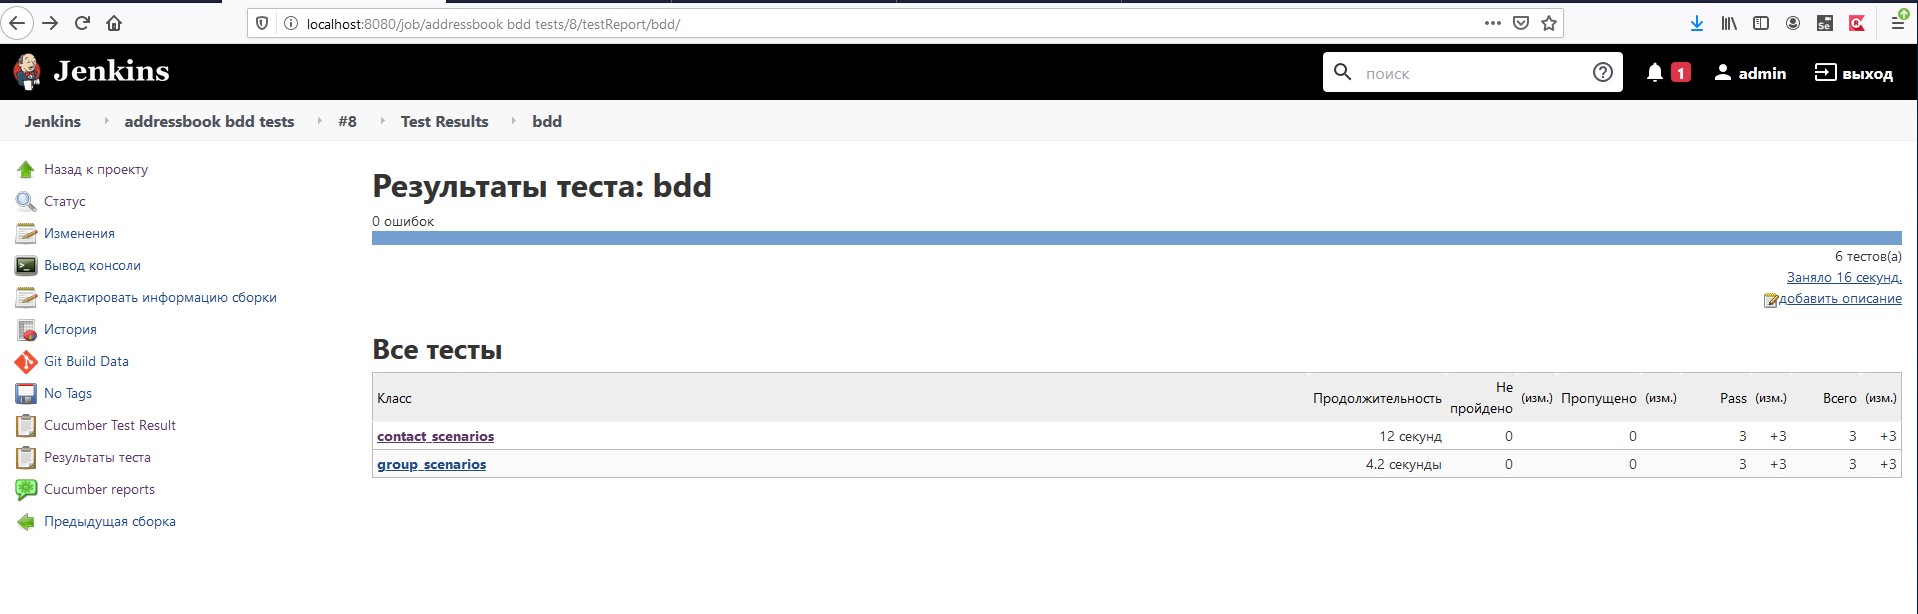 localhost:8080/job/addressbook bdd tests/8/testReport/bdd/
Se
Jenkins
поиск
1
admin
выход
Jenkins
addressbook bdd tests
#8
Test Results
bdd
Назад к проекту
Статус
Изменения
Вывод консоли
Редактировать информацию сборки
История
Git Build Data
No Tags
Cucumber Test Result
Результаты теста
Cucumber reports
Предыдущая сборка
Результаты теста: bdd
0 ошибок
6 тестов(а)
Заняло 16 секунд.
добавить описание
Все тесты
Класс Продолжительность Не пройдено (изм.) Пропущено (изм.) Pass (изм.) Всего (изм.)
contact_scenarios 12 секунд 0 0 3 +3 3 +3
group_scenarios 4.2 секунды 0 0 3 +3 3 +3